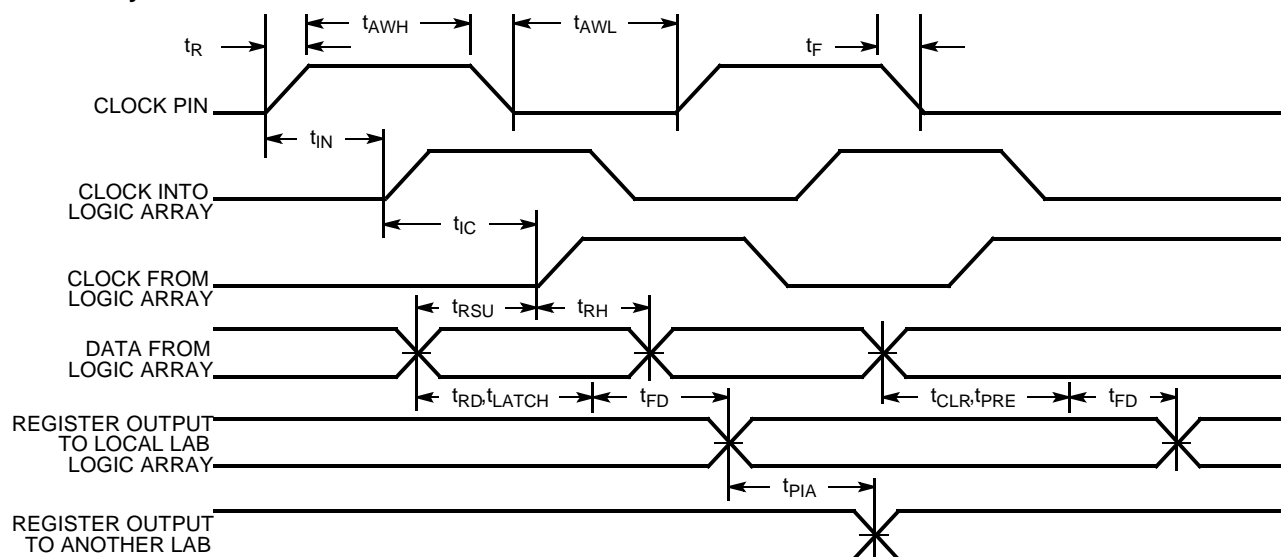 tR
tAWH
tAWL
tF
CLOCK PIN
tIN
CLOCK INTO
LOGIC ARRAY
tIC
CLOCK FROM
LOGIC ARRAY
tRSU
tRH
DATA FROM
LOGIC ARRAY
tRD,tLATCH
tFD
tCLR,tPRE
tFD
REGISTER OUTPUT
TO LOCAL LAB
LOGIC ARRAY
tPIA
REGISTER OUTPUT
TO ANOTHER LAB